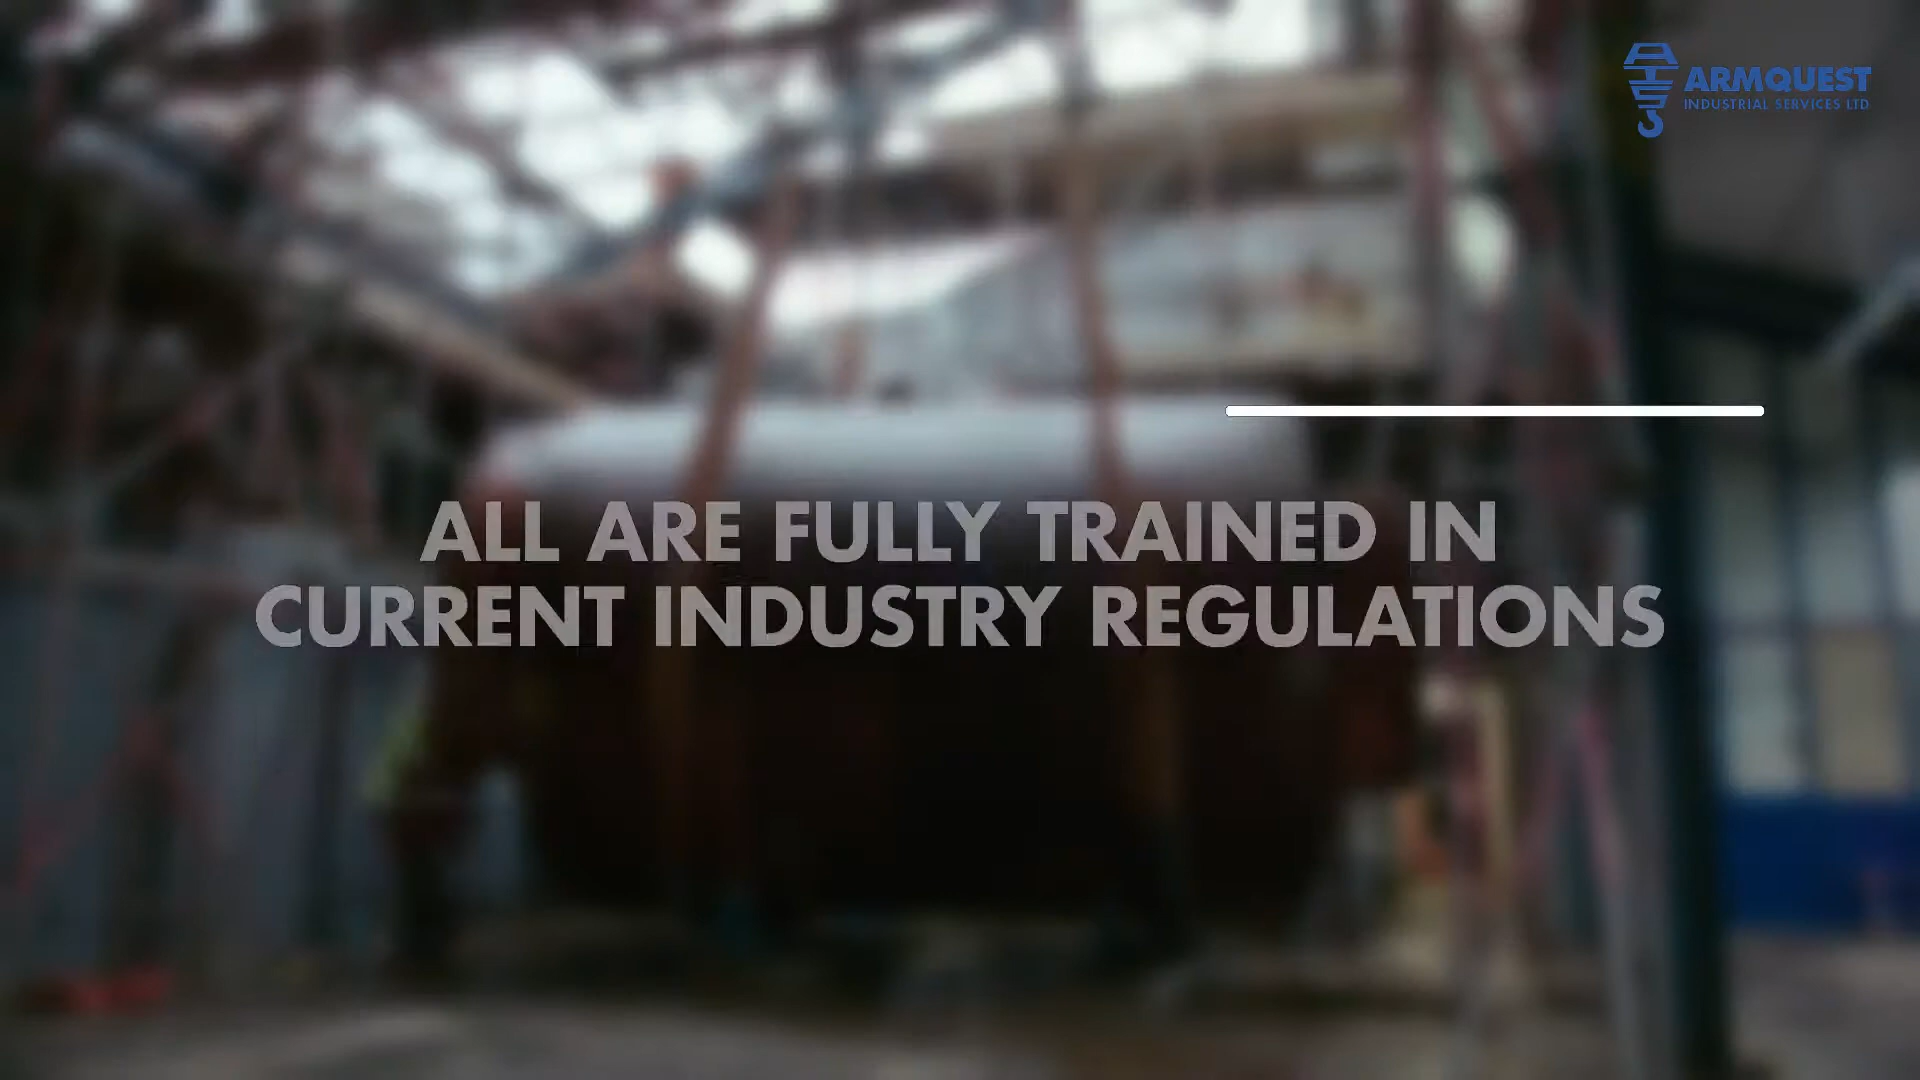 ARMQUEST
INDUSTRIAL SERVICES LTD
ALL ARE FULLY TRAINED IN
CURRENT INDUSTRY REGULATIONS